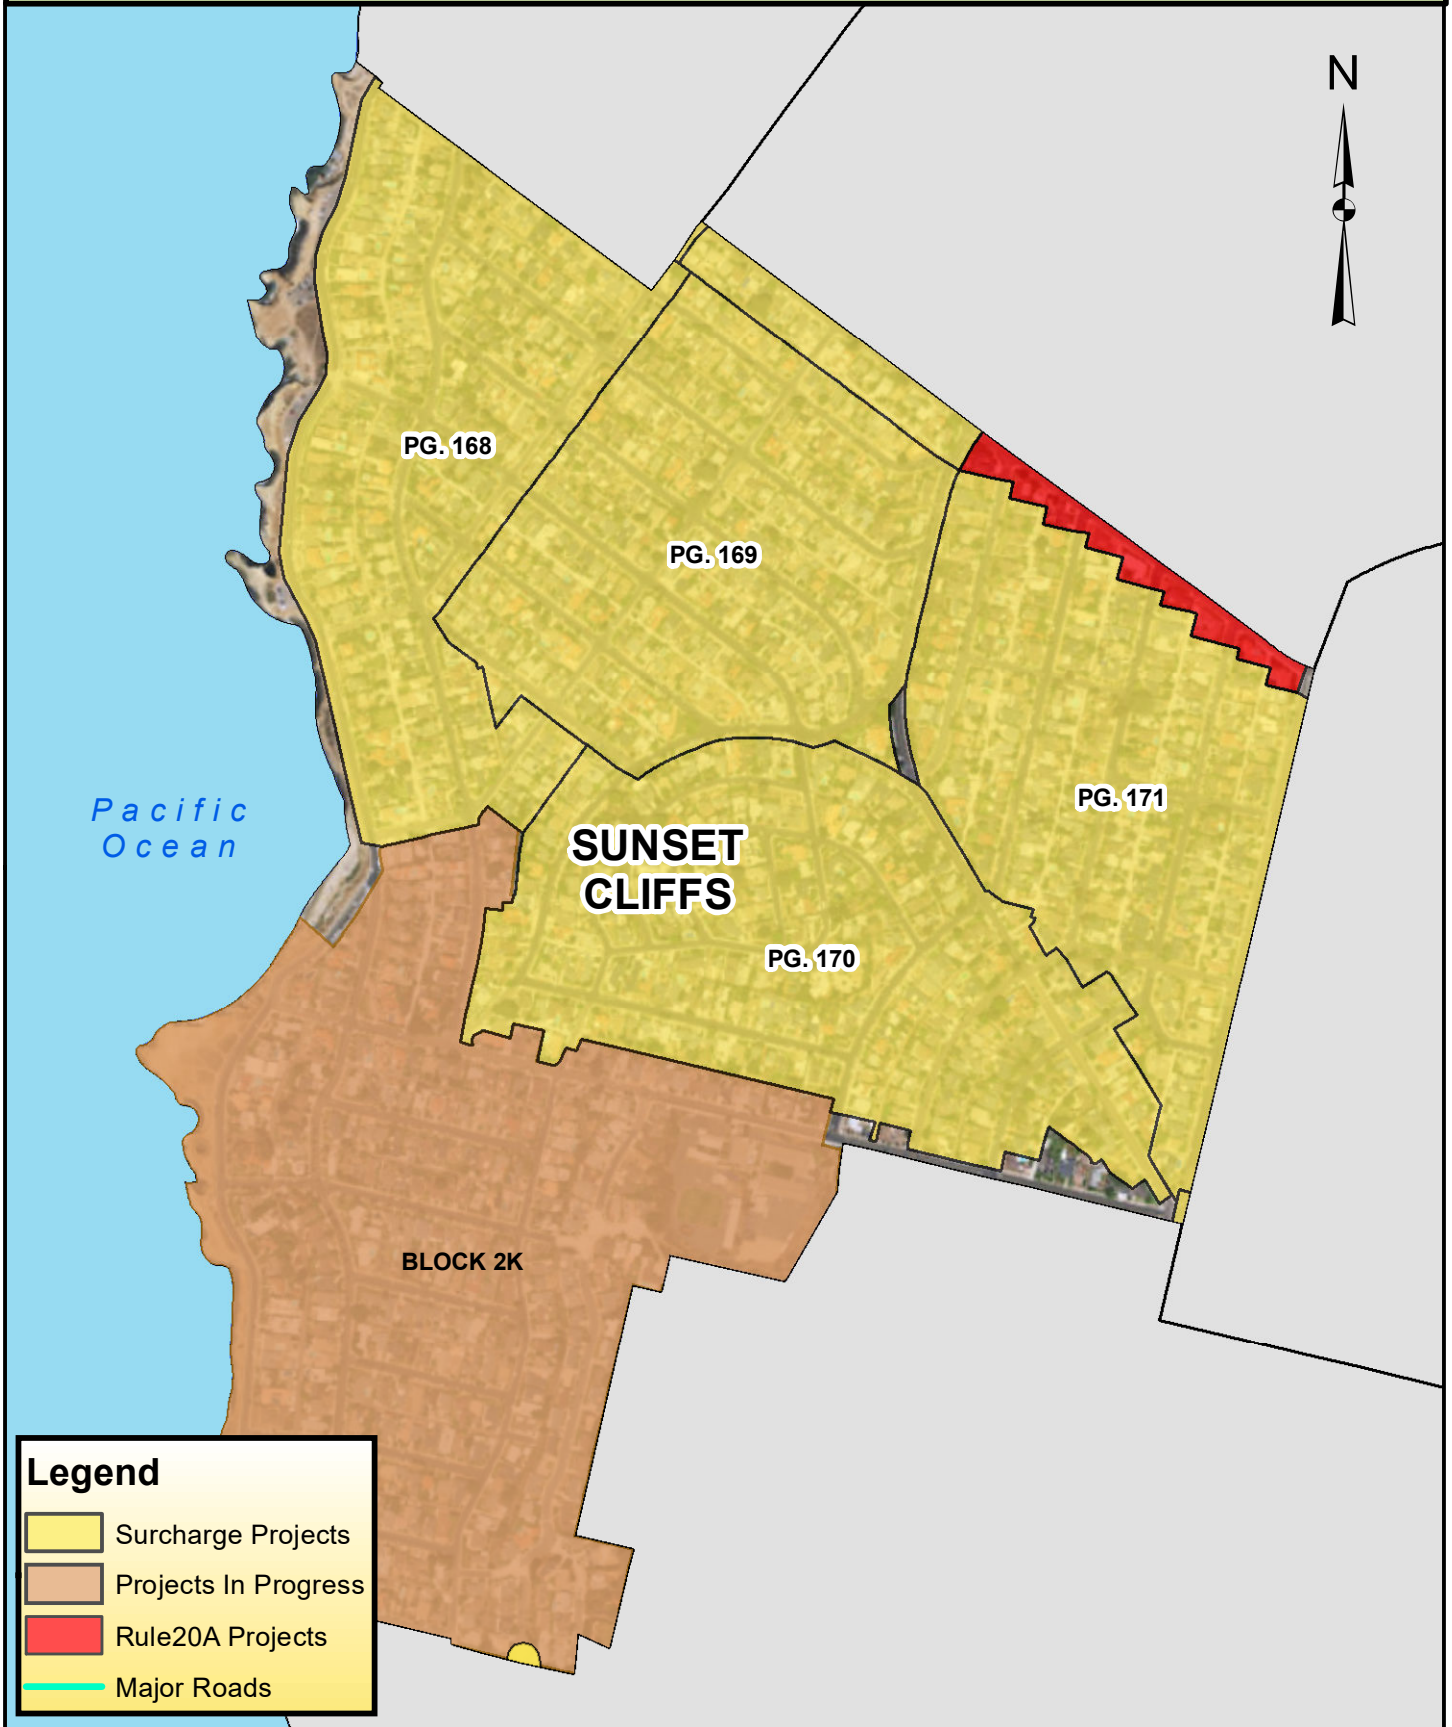 N
PG. 168
PG. 169
PG. 171
Pacific
Ocean
SUNSET
CLIFFS
PG. 170
BLOCK 2K
Legend
Surcharge Projects
Projects In Progress
Rule20A Projects
Major Roads